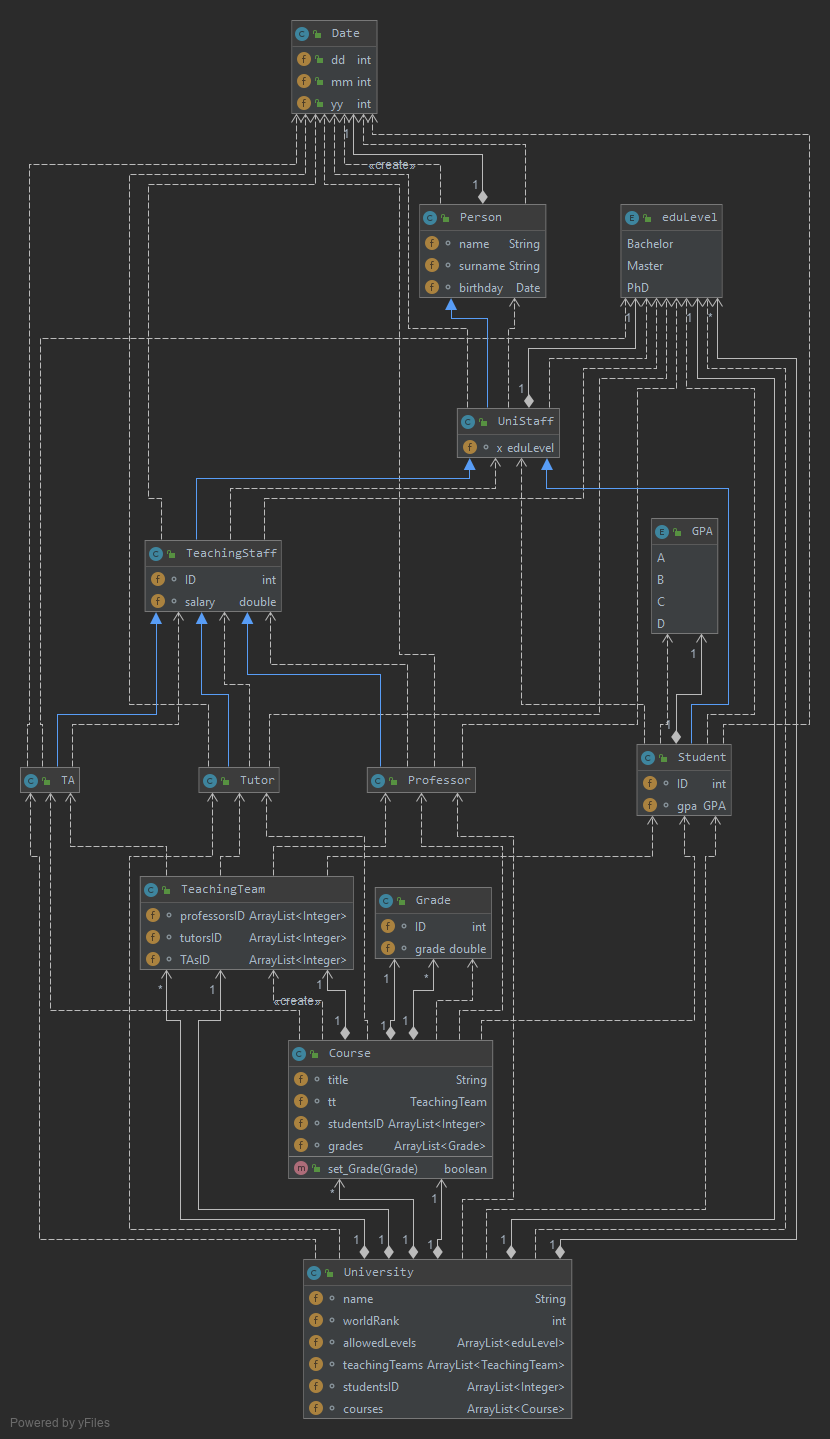 Date
dd int
mm int
yy int
1
«create»
1
Person
name String
surname String
birthday Date
eduLevel
Bachelor
Master
PhD
1
1
*
1
UniStaff
x eduLevel
GPA
A
B
C
D
TeachingStaff
ID int
salary double
1
1
TA
Tutor
Professor
Student
ID int
gpa GPA
TeachingTeam
professorsID ArrayList<Integer>
tutorsID ArrayList<Integer>
TAsID ArrayList<Integer>
Grade
ID int
grade double
*
1
«create»
1
1
*
1
1
1
Course
title String
tt TeachingTeam
studentsID ArrayList<Integer>
grades ArrayList<Grade>
set_Grade(Grade) boolean
*
1
1
1
1
1
1
1
University
name String
worldRank int
allowedLevels ArrayList<eduLevel>
teachingTeams ArrayList<TeachingTeam>
studentsID ArrayList<Integer>
courses ArrayList<Course>
Powered by yFiles